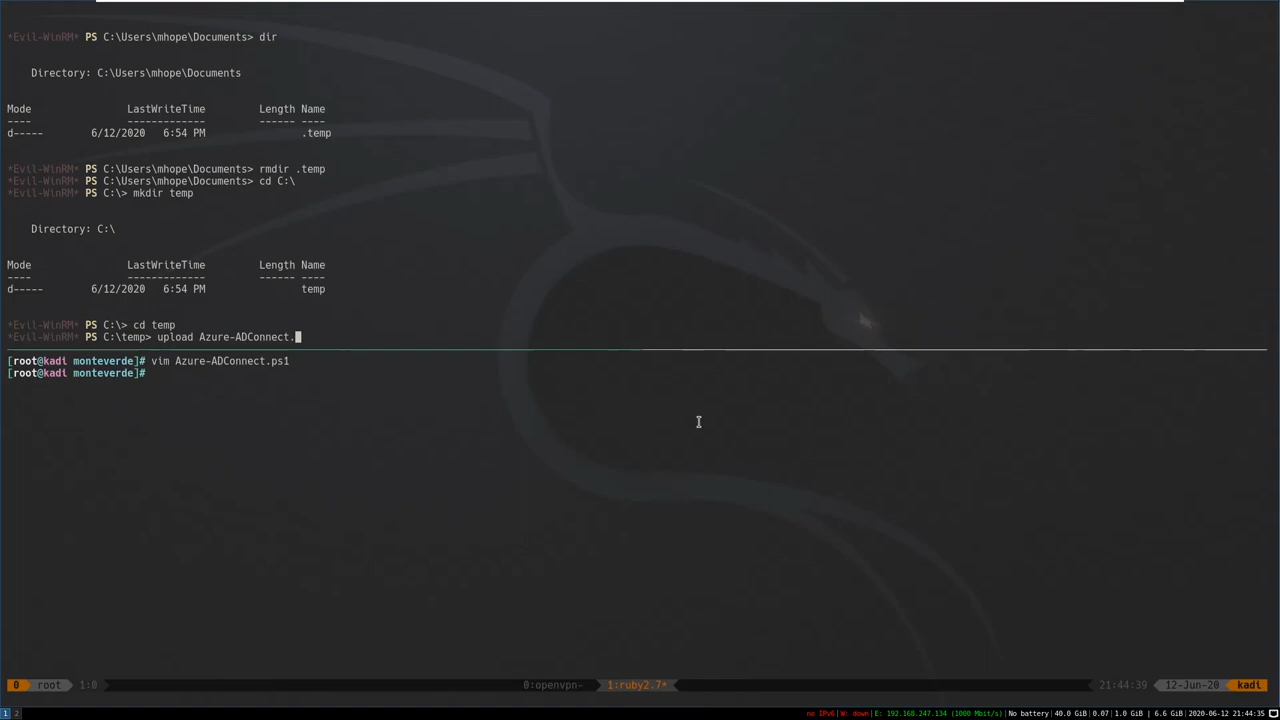 *Evil-WinRM* PS C:\Users\mhope\Documents> dir
Directory: C:\Users\mhope\Documents
Mode LastWriteTime Length Name
---- ------------- ------ ----
d----- 6/12/2020 6:54 PM .temp
*Evil-WinRM* PS C:\Users\mhope\Documents> rmdir .temp
*Evil-WinRM* PS C:\Users\mhope\Documents> cd C:\
*Evil-WinRM* PS C:\> mkdir temp
Directory: C:\
Mode LastWriteTime Length Name
---- ------------- ------ ----
d----- 6/12/2020 6:54 PM temp
*Evil-WinRM* PS C:\> cd temp
*Evil-WinRM* PS C:\temp> upload Azure-ADConnect.
[root@kadi monteverde]# vim Azure-ADConnect.ps1
[root@kadi monteverde]#
0 root 1:0 0:openvpn- 1:ruby2.7* 21:44:39 12-Jun-20 kadi
1 2 no IPv6 | W: down | E: 192.168.247.134 (1000 Mbit/s) | No battery | 40.0 GiB | 0.07 | 1.0 GiB | 6.6 GiB | 2020-06-12 21:44:35